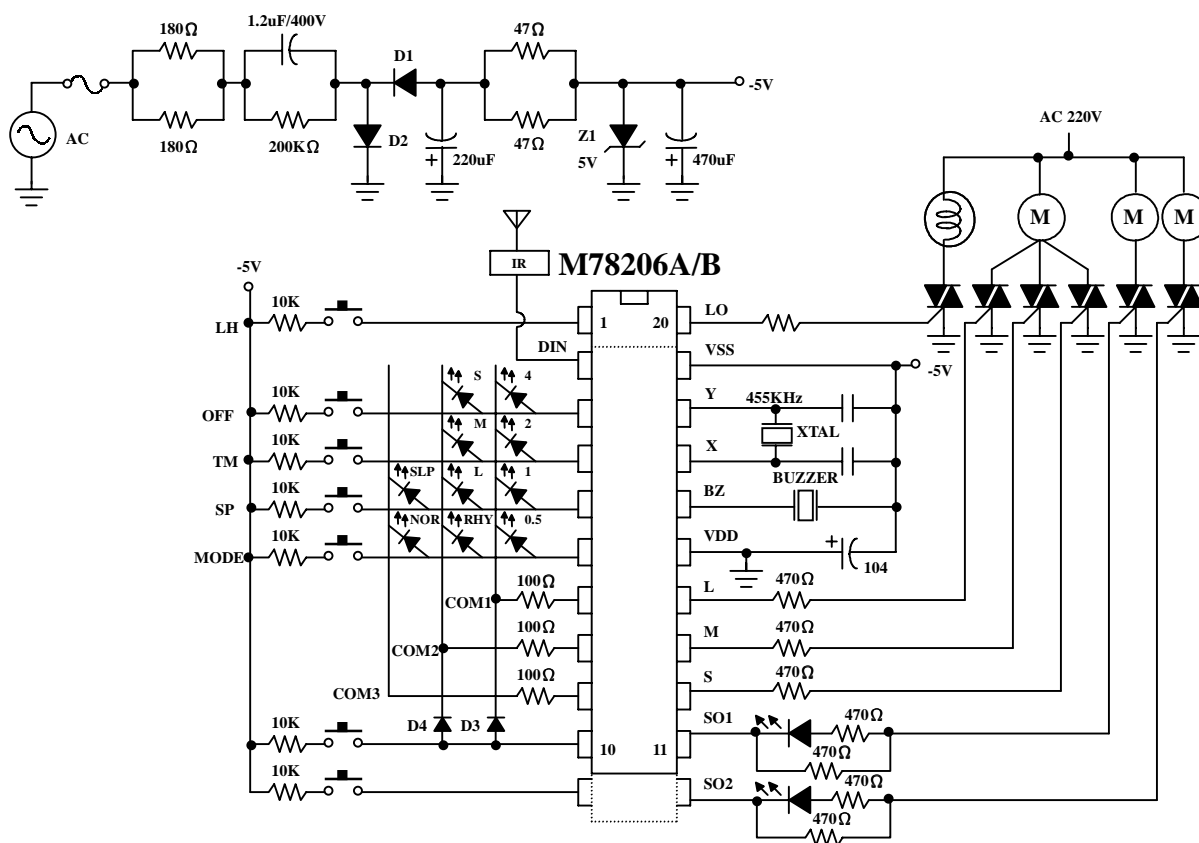 1.2uF/400V
180Ω
47Ω
D1
-5V
AC
180Ω
200KΩ
D2
220uF
47Ω
Z1
5V
470uF
AC 220V
M
M
M
IR
M78206A/B
-5V
10K
LH
1
20
LO
DIN
VSS
-5V
10K
OFF
S
4
Y
455KHz
10K
TM
M
2
X
XTAL
10K
SP
SLP
L
1
BZ
BUZZER
10K
MODE
NOR
RHY
0.5
VDD
104
100Ω
COM1
L
470Ω
100Ω
COM2
M
470Ω
100Ω
COM3
S
470Ω
10K
D4
D3
10
11
SO1
470Ω
470Ω
10K
SO2
470Ω
470Ω